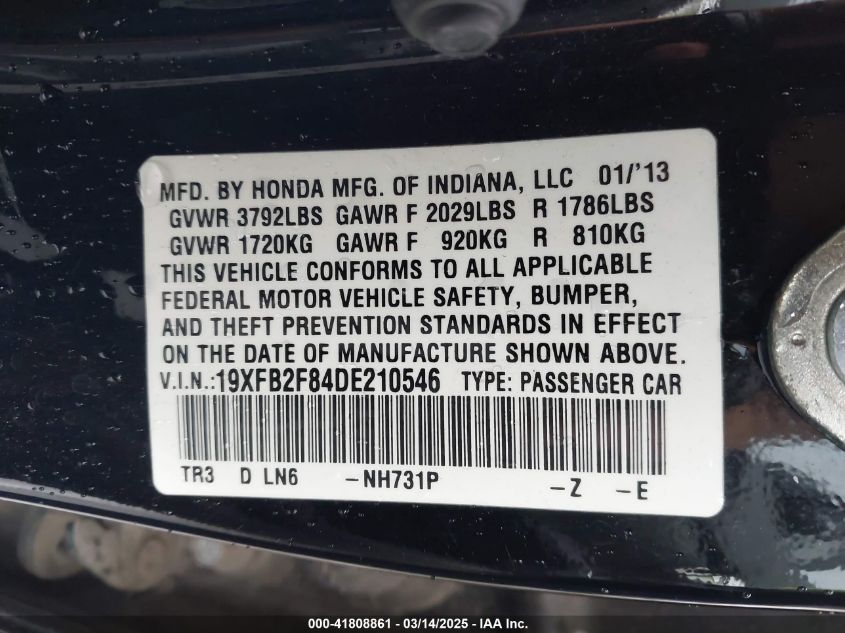 MFD. BY HONDA MFG. OF INDIANA, LLC 01/'13
GVWR 3792LBS GAWR F 2029LBS R 1786LBS
GVWR 1720KG GAWR F 920KG R 810KG
THIS VEHICLE CONFORMS TO ALL APPLICABLE
FEDERAL MOTOR VEHICLE SAFETY, BUMPER,
AND THEFT PREVENTION STANDARDS IN EFFECT
ON THE DATE OF MANUFACTURE SHOWN ABOVE.
V.I.N.:19XFB2F84DE210546 TYPE: PASSENGER CAR
TR3 D LN6 -NH731P -Z -E
000-41808861 - 03/14/2025 - IAA Inc.